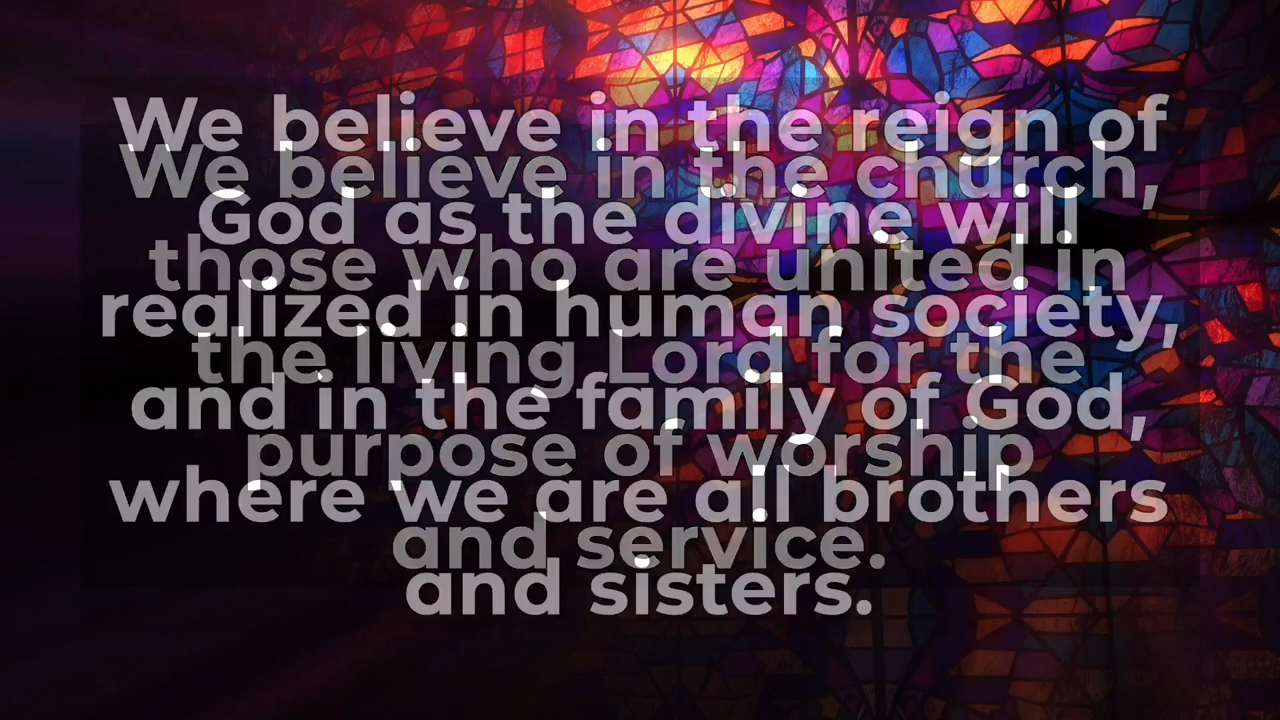 We believe in the reign of
We believe in the church,
God as the divine will
those who are united in
realized in human society,
the living Lord for the
and in the family of God,
purpose of worship
where we are all brothers
and service.
and sisters.